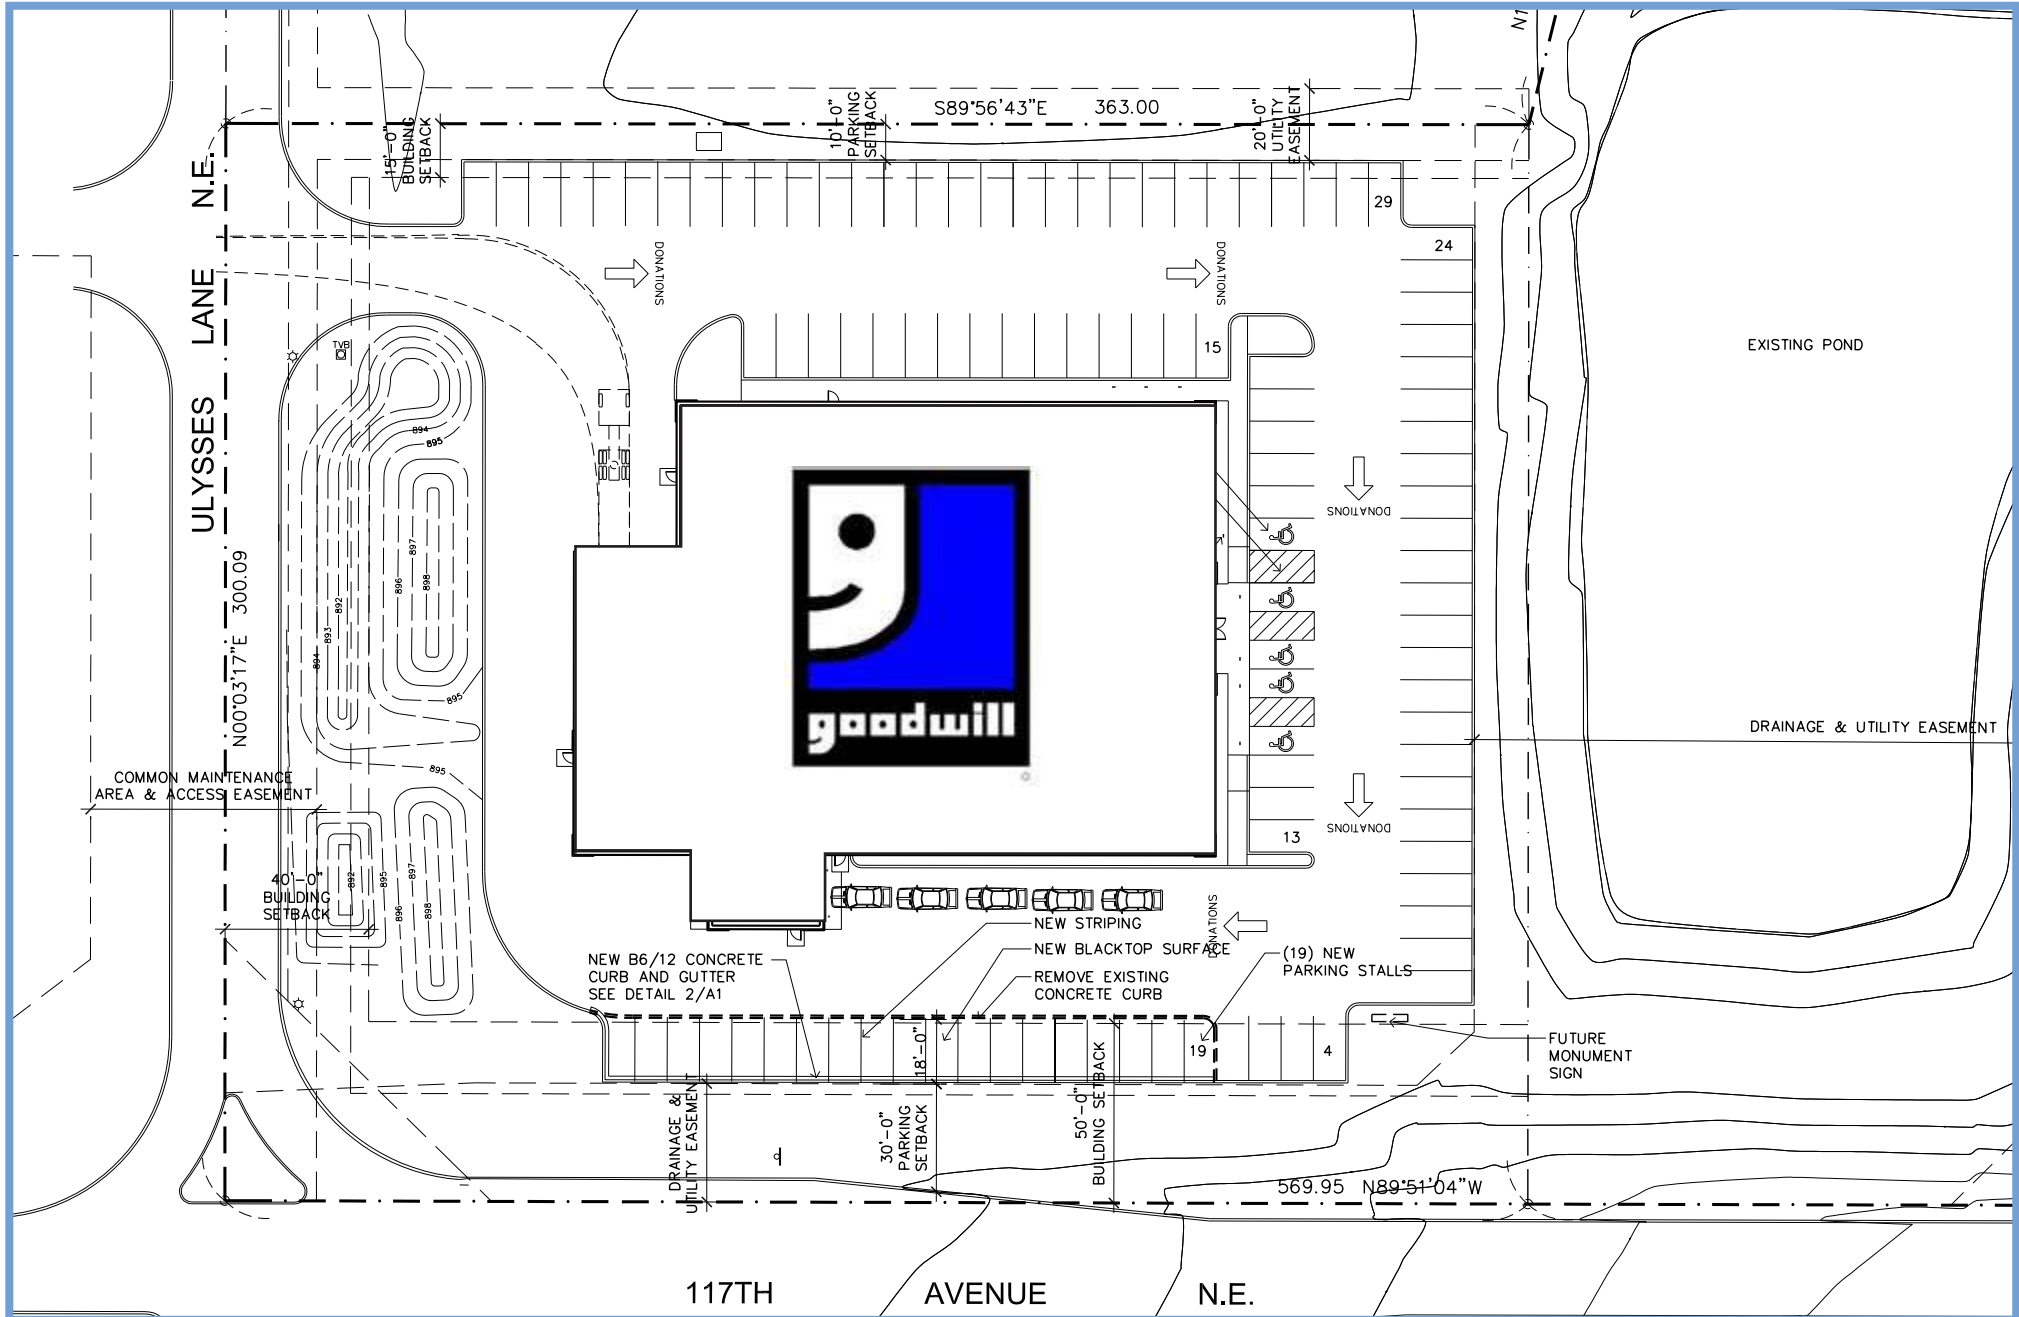 N1
S89°56'43"E 363.00
15'-0"
BUILDING
SETBACK
10'-0"
PARKING
SETBACK
20'-0"
UTILITY
EASEMENT
29
24
DONATIONS
DONATIONS
ULYSSES LANE N.E.
TVB
15
EXISTING POND
894
895
897
896
898
892
893
894
895
895
DONATIONS
goodwill
N00°03'17"E 300.09
DRAINAGE & UTILITY EASEMENT
COMMON MAINTENANCE
AREA & ACCESS EASEMENT
DONATIONS
13
40'-0"
BUILDING
SETBACK
892
895
897
896
898
DONATIONS
NEW STRIPING
NEW BLACKTOP SURFACE
REMOVE EXISTING
CONCRETE CURB
(19) NEW
PARKING STALLS
NEW B6/12 CONCRETE
CURB AND GUTTER
SEE DETAIL 2/A1
18'-0"
19
4
FUTURE
MONUMENT
SIGN
DRAINAGE &
UTILITY EASEMENT
30'-0"
PARKING
SETBACK
50'-0"
BUILDING SETBACK
569.95 N89°51'04"W
117TH AVENUE N.E.